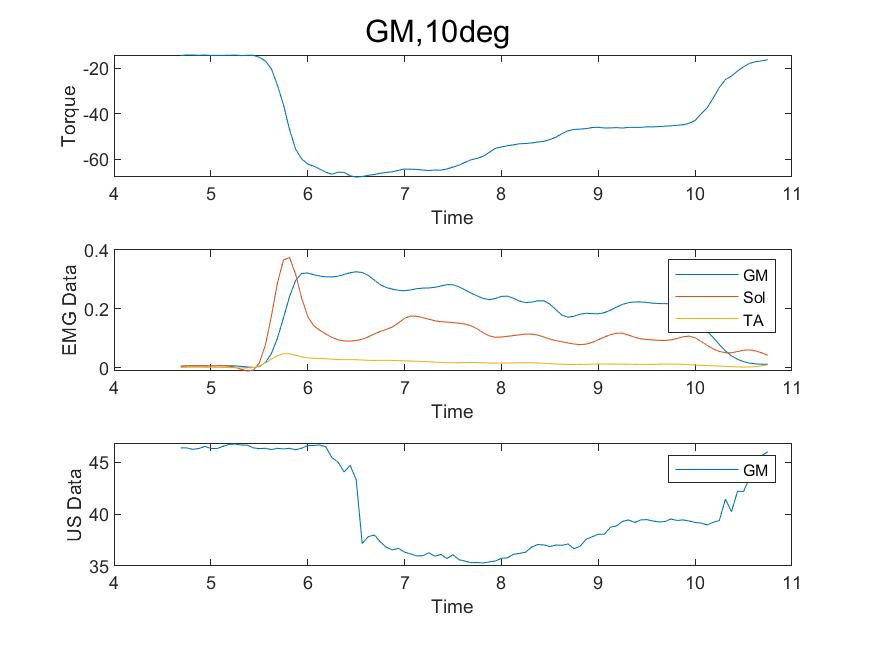 GM,10deg
-20
-40
-60
Torque
4 5 6 7 8 9 10 11
Time
0.4
0.2
0
EMG Data
GM
Sol
TA
4 5 6 7 8 9 10 11
Time
45
40
35
US Data
GM
4 5 6 7 8 9 10 11
Time